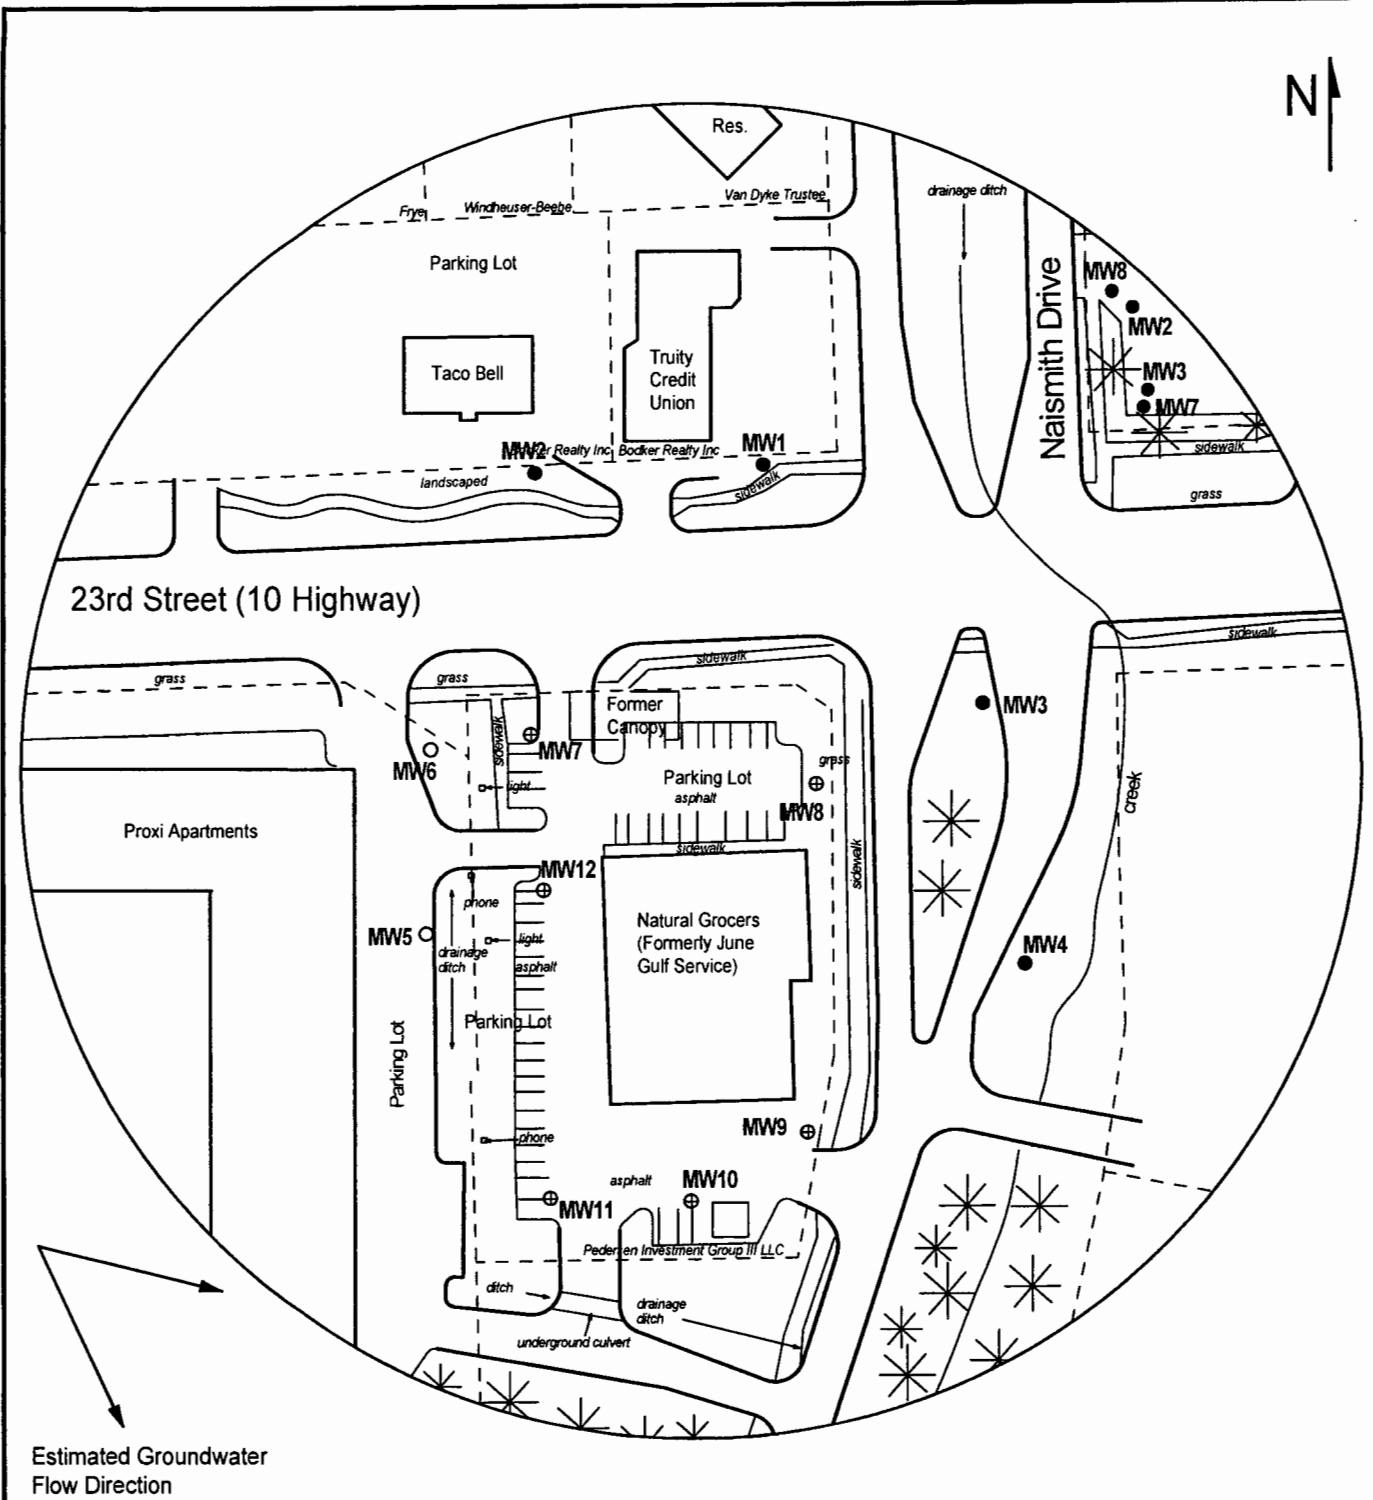 N
Res.
drainage ditch
Van Dyke Trustee
Windheuser-Beebe
Frye
Parking Lot
Naismith Drive
MW8
MW2
Taco Bell
Truity
Credit
Union
MW3
MW7
sidewalk
MW2
Bodker Realty Inc
Bodker Realty Inc
MW1
landscaped
sidewalk
grass
23rd Street (10 Highway)
sidewalk
sidewalk
grass
grass
Former
Canopy
MW3
sidewalk
MW7
MW6
light
Parking Lot
asphalt
grass
MW8
creek
Proxi Apartments
sidewalk
sidewalk
MW12
phone
Natural Grocers
(Formerly June
Gulf Service)
MW5
light
drainage
ditch
asphalt
MW4
Parking Lot
Parking Lot
phone
MW9
asphalt
MW10
MW11
Pedersen Investment Group III LLC
ditch
drainage
ditch
underground culvert
Estimated Groundwater
Flow Direction